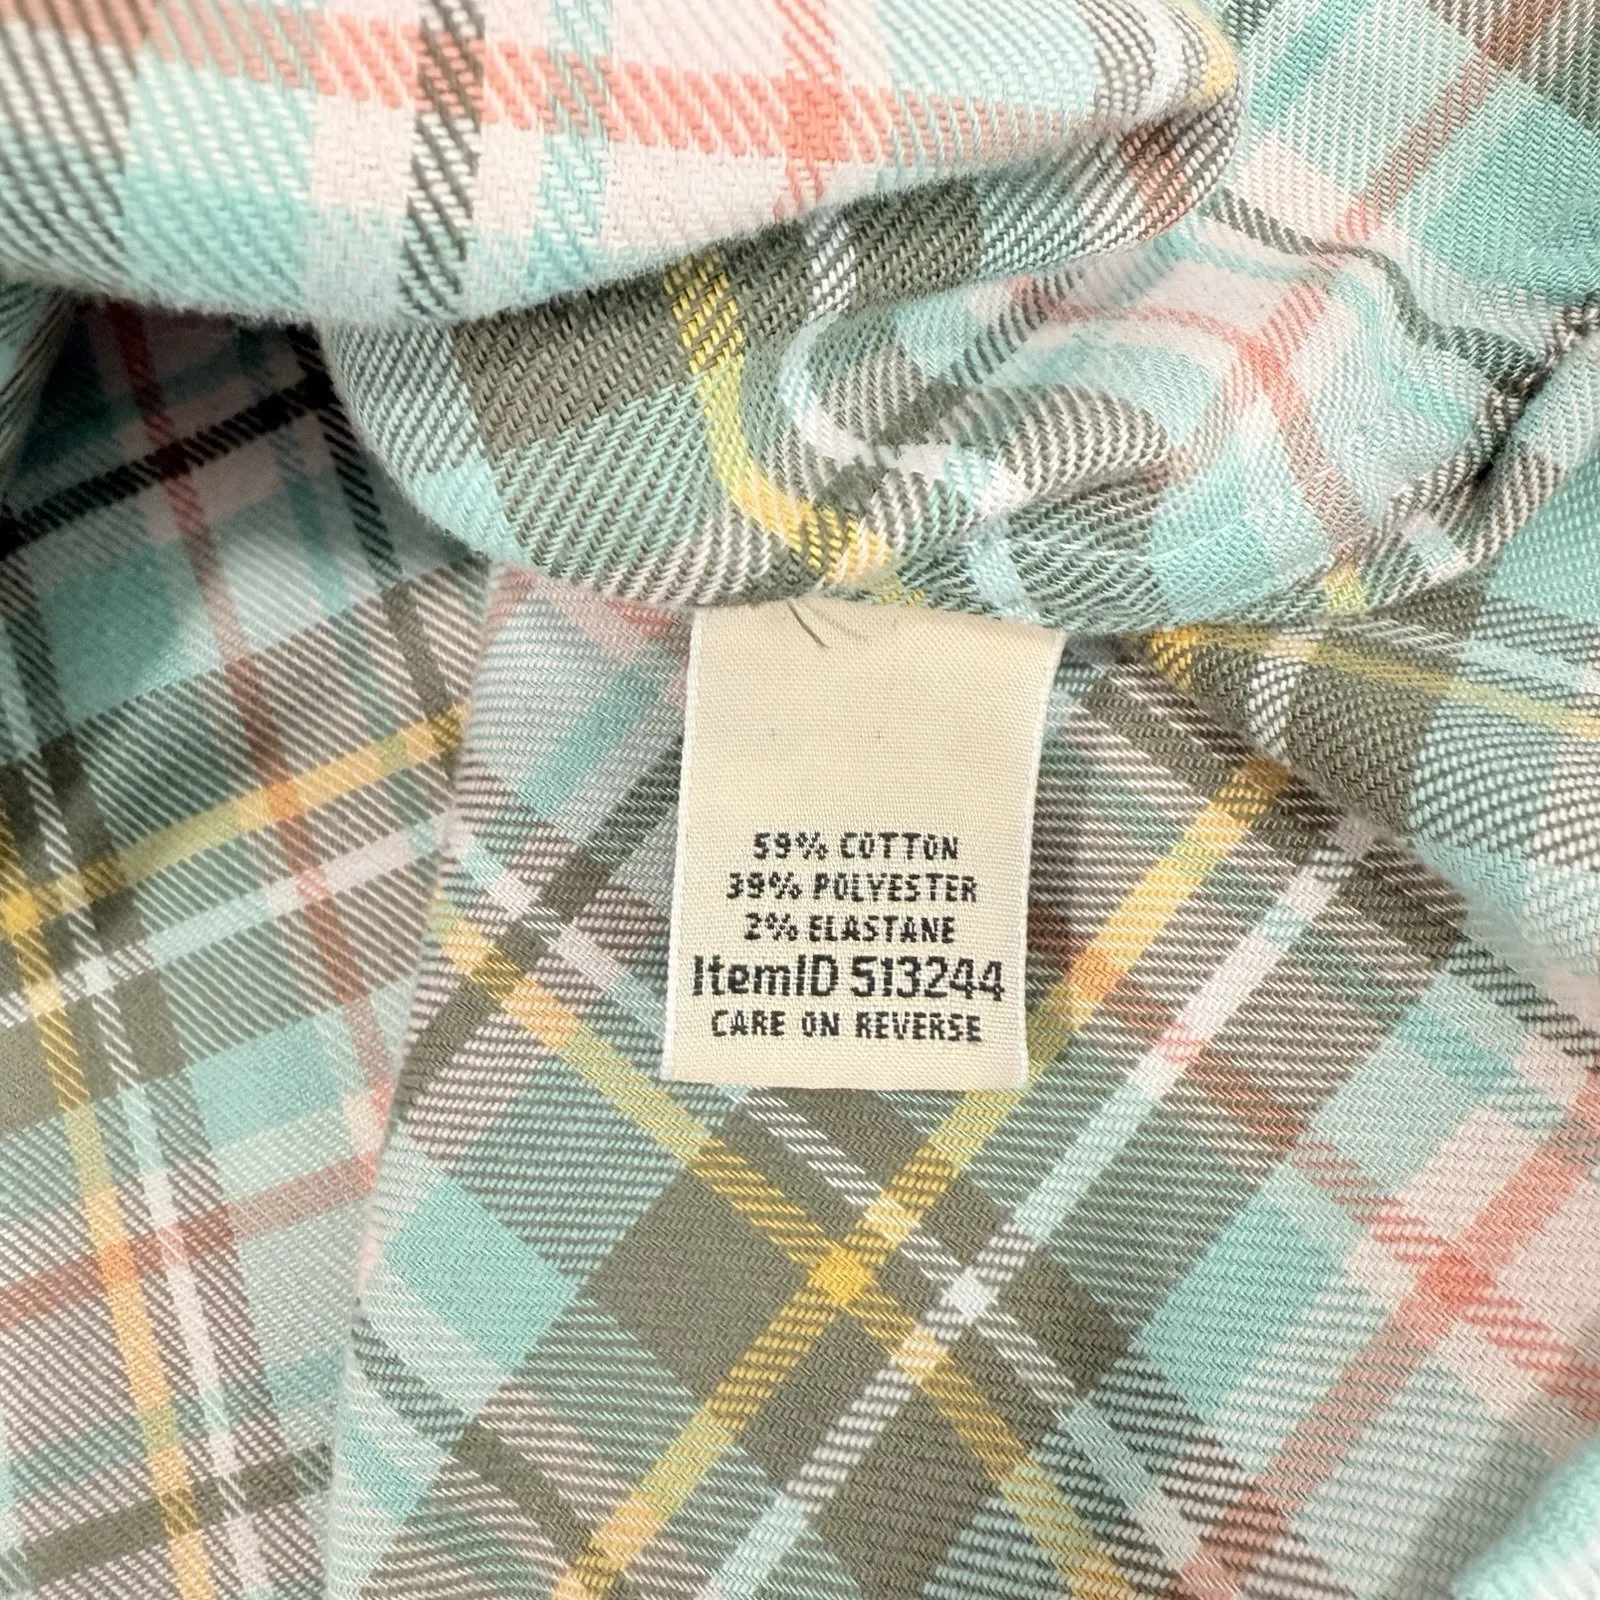 59% COTTON
39% POLYESTER
2% ELASTANE
ItemID 513244
CARE ON REVERSE